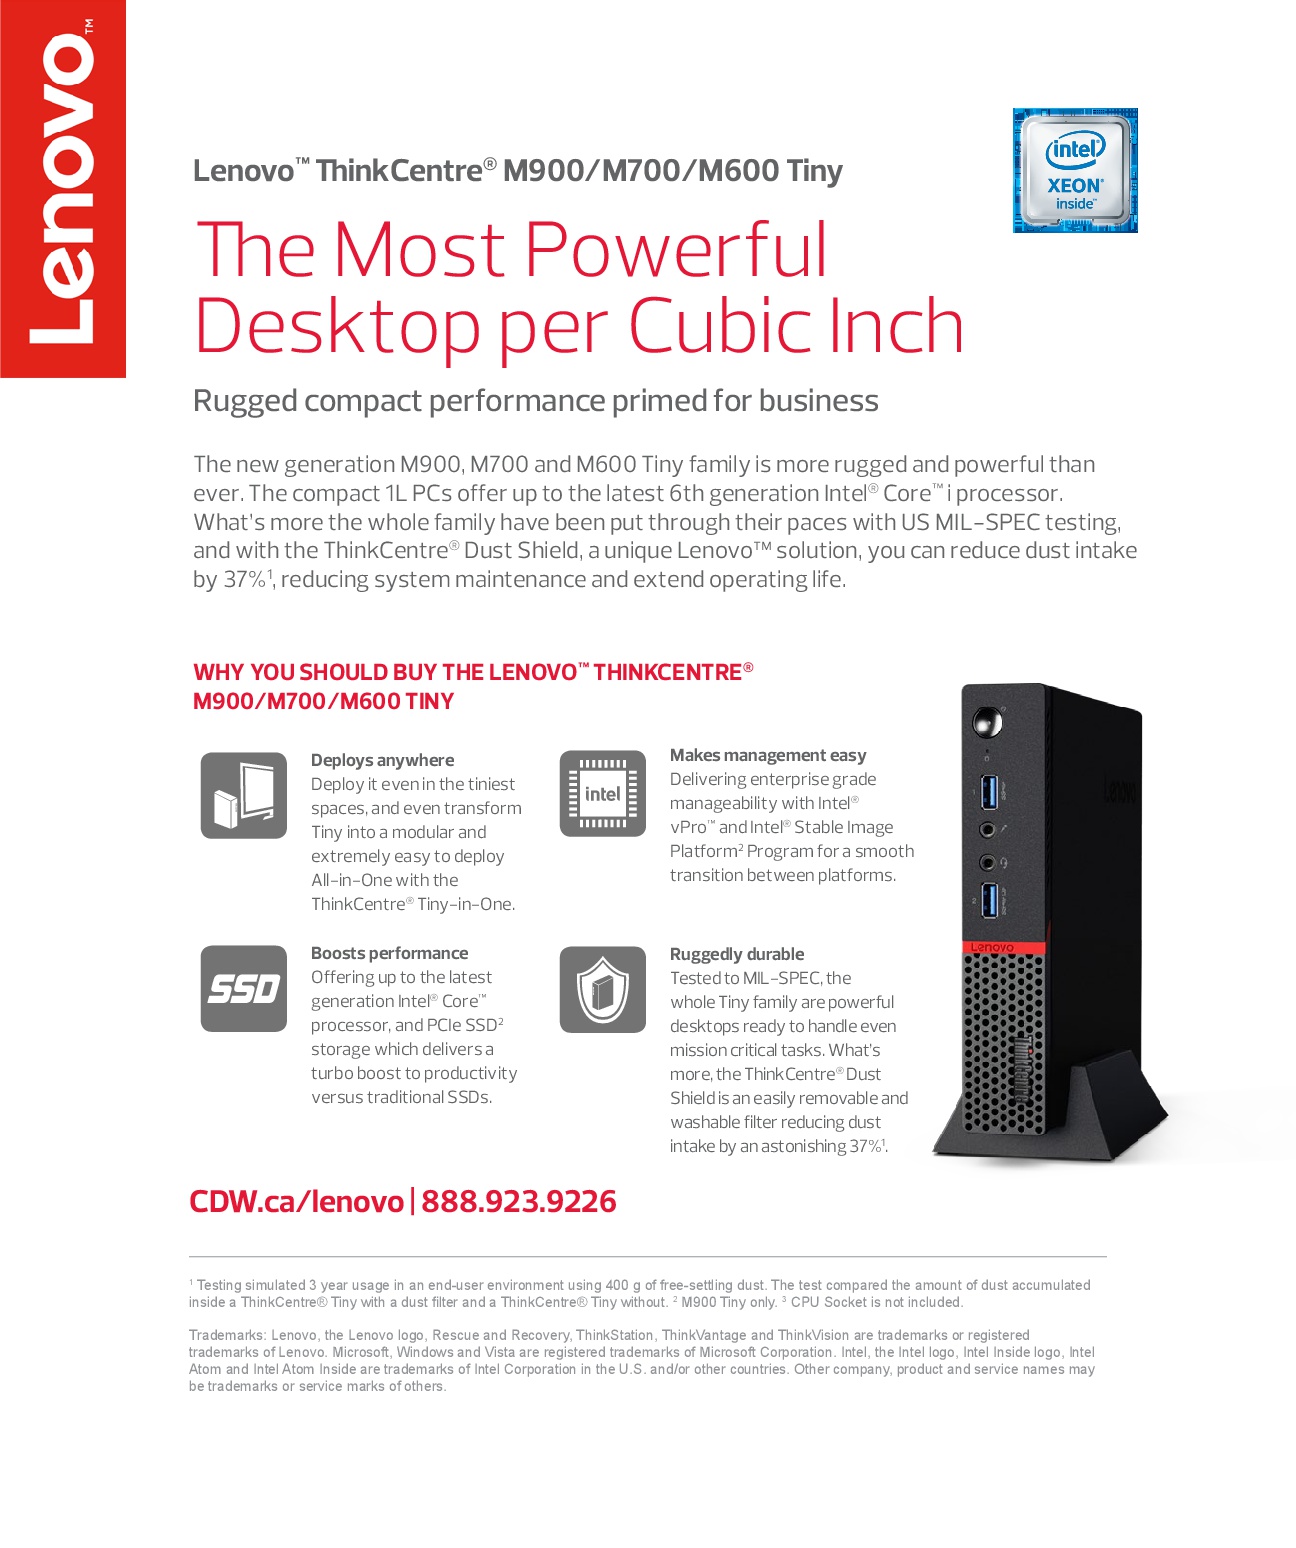 Lenovo™
Lenovo™ ThinkCentre® M900/M700/M600 Tiny
intel®
XEON®
inside™
The Most Powerful
Desktop per Cubic Inch
Rugged compact performance primed for business
The new generation M900, M700 and M600 Tiny family is more rugged and powerful than
ever. The compact 1L PCs offer up to the latest 6th generation Intel® Core™ i processor.
What's more the whole family have been put through their paces with US MIL-SPEC testing,
and with the ThinkCentre® Dust Shield, a unique Lenovo™ solution, you can reduce dust intake
by 37%¹, reducing system maintenance and extend operating life.
WHY YOU SHOULD BUY THE LENOVO™ THINKCENTRE®
M900/M700/M600 TINY
Deploys anywhere
Deploy it even in the tiniest
spaces, and even transform
Tiny into a modular and
extremely easy to deploy
All-in-One with the
ThinkCentre® Tiny-in-One.
intel
Makes management easy
Delivering enterprise grade
manageability with Intel®
vPro™ and Intel® Stable Image
Platform² Program for a smooth
transition between platforms.
SSD
Boosts performance
Offering up to the latest
generation Intel® Core™
processor, and PCIe SSD²
storage which delivers a
turbo boost to productivity
versus traditional SSDs.
Ruggedly durable
Tested to MIL-SPEC, the
whole Tiny family are powerful
desktops ready to handle even
mission critical tasks. What's
more, the ThinkCentre® Dust
Shield is an easily removable and
washable filter reducing dust
intake by an astonishing 37%¹.
Lenovo
1
2
Lenovo
ThinkCentre
CDW.ca/lenovo | 888.923.9226
¹ Testing simulated 3 year usage in an end-user environment using 400 g of free-settling dust. The test compared the amount of dust accumulated
inside a ThinkCentre® Tiny with a dust filter and a ThinkCentre® Tiny without. ² M900 Tiny only. ³ CPU Socket is not included.
Trademarks: Lenovo, the Lenovo logo, Rescue and Recovery, ThinkStation, ThinkVantage and ThinkVision are trademarks or registered
trademarks of Lenovo. Microsoft, Windows and Vista are registered trademarks of Microsoft Corporation. Intel, the Intel logo, Intel Inside logo, Intel
Atom and Intel Atom Inside are trademarks of Intel Corporation in the U.S. and/or other countries. Other company, product and service names may
be trademarks or service marks of others.